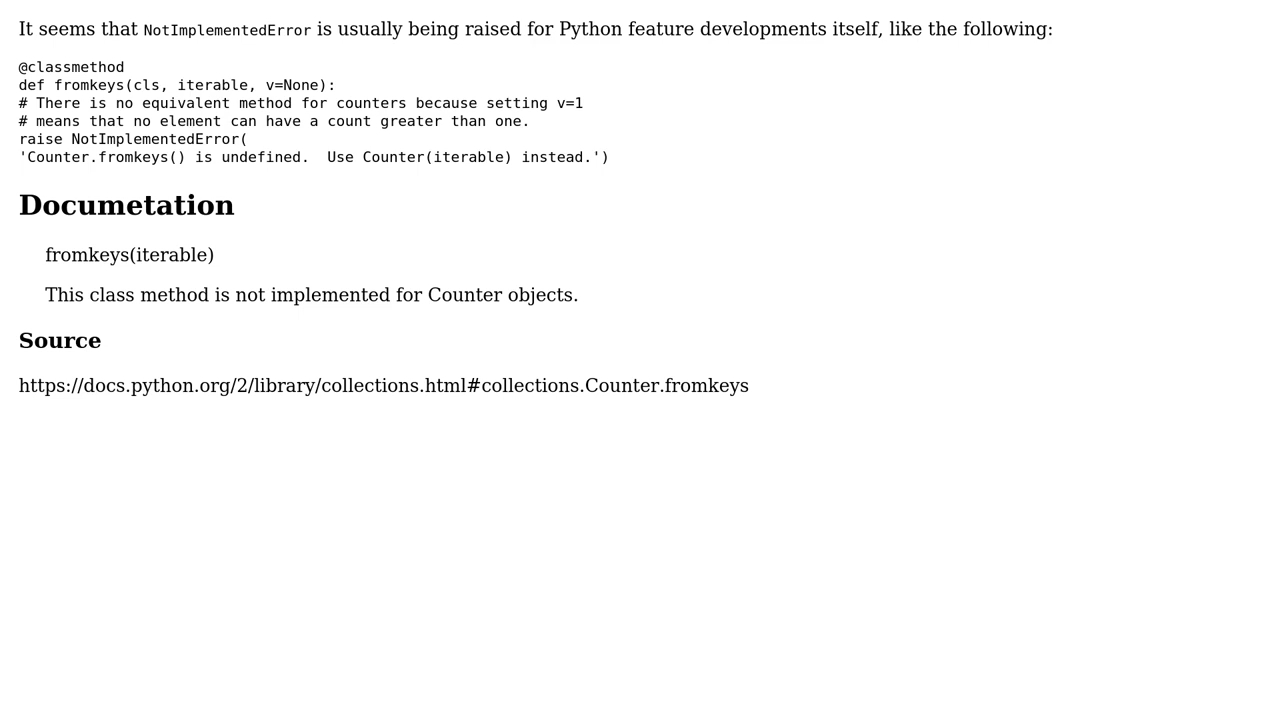 It seems that NotImplementedError is usually being raised for Python feature developments itself, like the following:
@classmethod
def fromkeys(cls, iterable, v=None):
# There is no equivalent method for counters because setting v=1
# means that no element can have a count greater than one.
raise NotImplementedError(
'Counter.fromkeys() is undefined.  Use Counter(iterable) instead.')
Documetation
fromkeys(iterable)
This class method is not implemented for Counter objects.
Source
https://docs.python.org/2/library/collections.html#collections.Counter.fromkeys